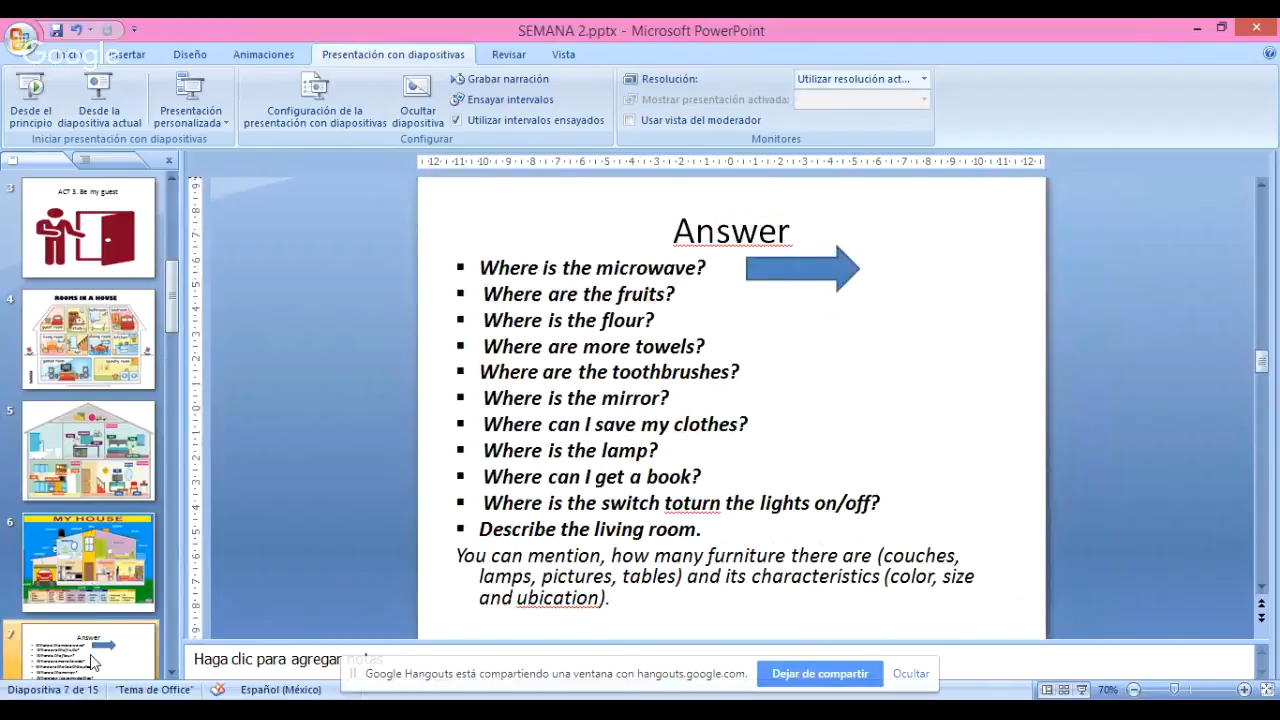 SEMANA 2.pptx - Microsoft PowerPoint
Google
Inicio Insertar Diseño Animaciones Presentación con diapositivas Revisar Vista
Desde el principio
Desde la diapositiva actual
Presentación personalizada
Iniciar presentación con diapositivas
Configuración de la presentación con diapositivas
Ocultar diapositiva
Grabar narración
Ensayar intervalos
Utilizar intervalos ensayados
Configurar
Resolución: Utilizar resolución act...
Mostrar presentación activada:
Usar vista del moderador
Monitores
3
ACT 3. Be my guest
4
ROOMS IN A HOUSE
5
6
MY HOUSE
7
Answer
Answer
Where is the microwave?
Where are the fruits?
Where is the flour?
Where are more towels?
Where are the toothbrushes?
Where is the mirror?
Where can I save my clothes?
Where is the lamp?
Where can I get a book?
Where is the switch toturn the lights on/off?
Describe the living room.
You can mention, how many furniture there are (couches,
lamps, pictures, tables) and its characteristics (color, size
and ubication).
Haga clic para agregar notas
Google Hangouts está compartiendo una ventana con hangouts.google.com. Dejar de compartir Ocultar
Diapositiva 7 de 15 "Tema de Office" Español (México) 70%